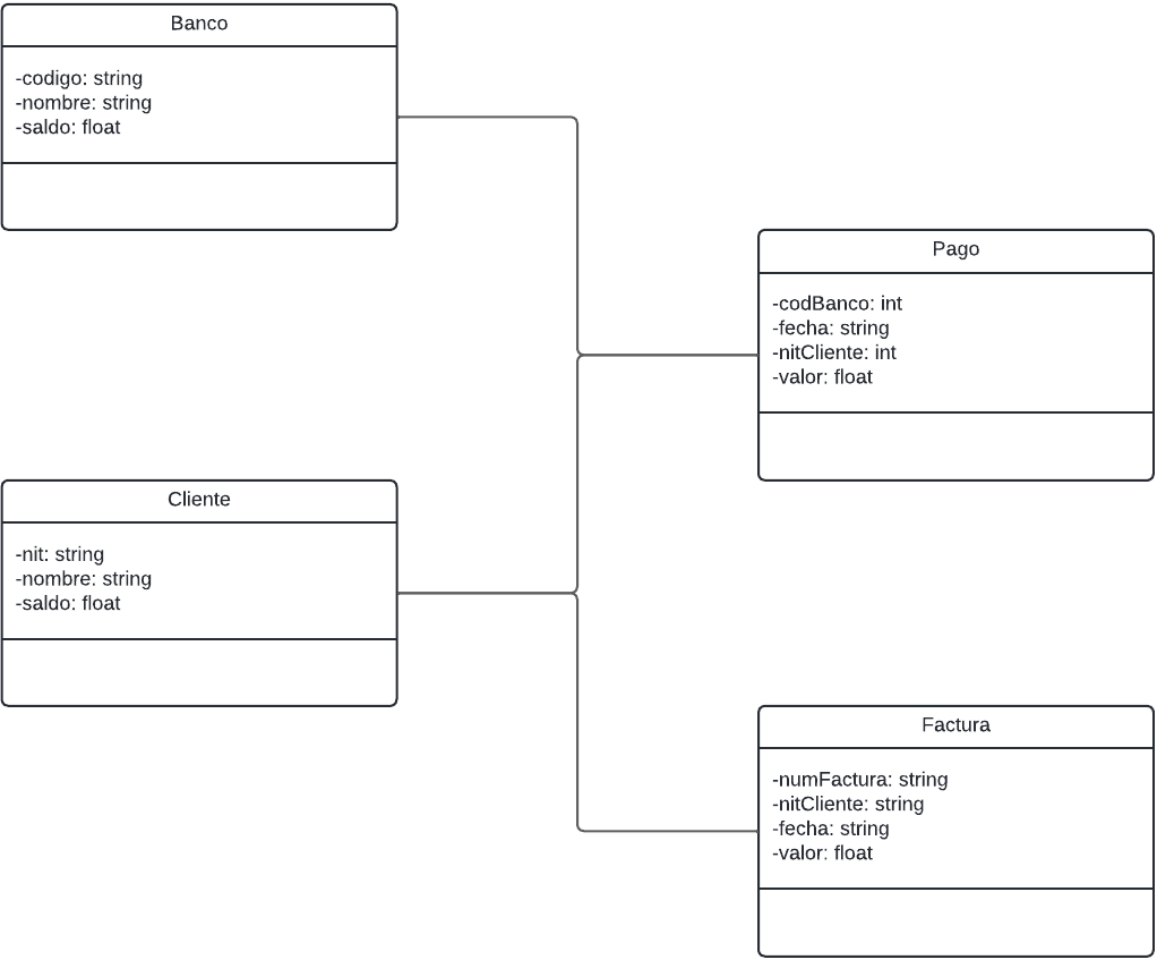 Banco
-codigo: string
-nombre: string
-saldo: float
Pago
-codBanco: int
-fecha: string
-nitCliente: int
-valor: float
Cliente
-nit: string
-nombre: string
-saldo: float
Factura
-numFactura: string
-nitCliente: string
-fecha: string
-valor: float